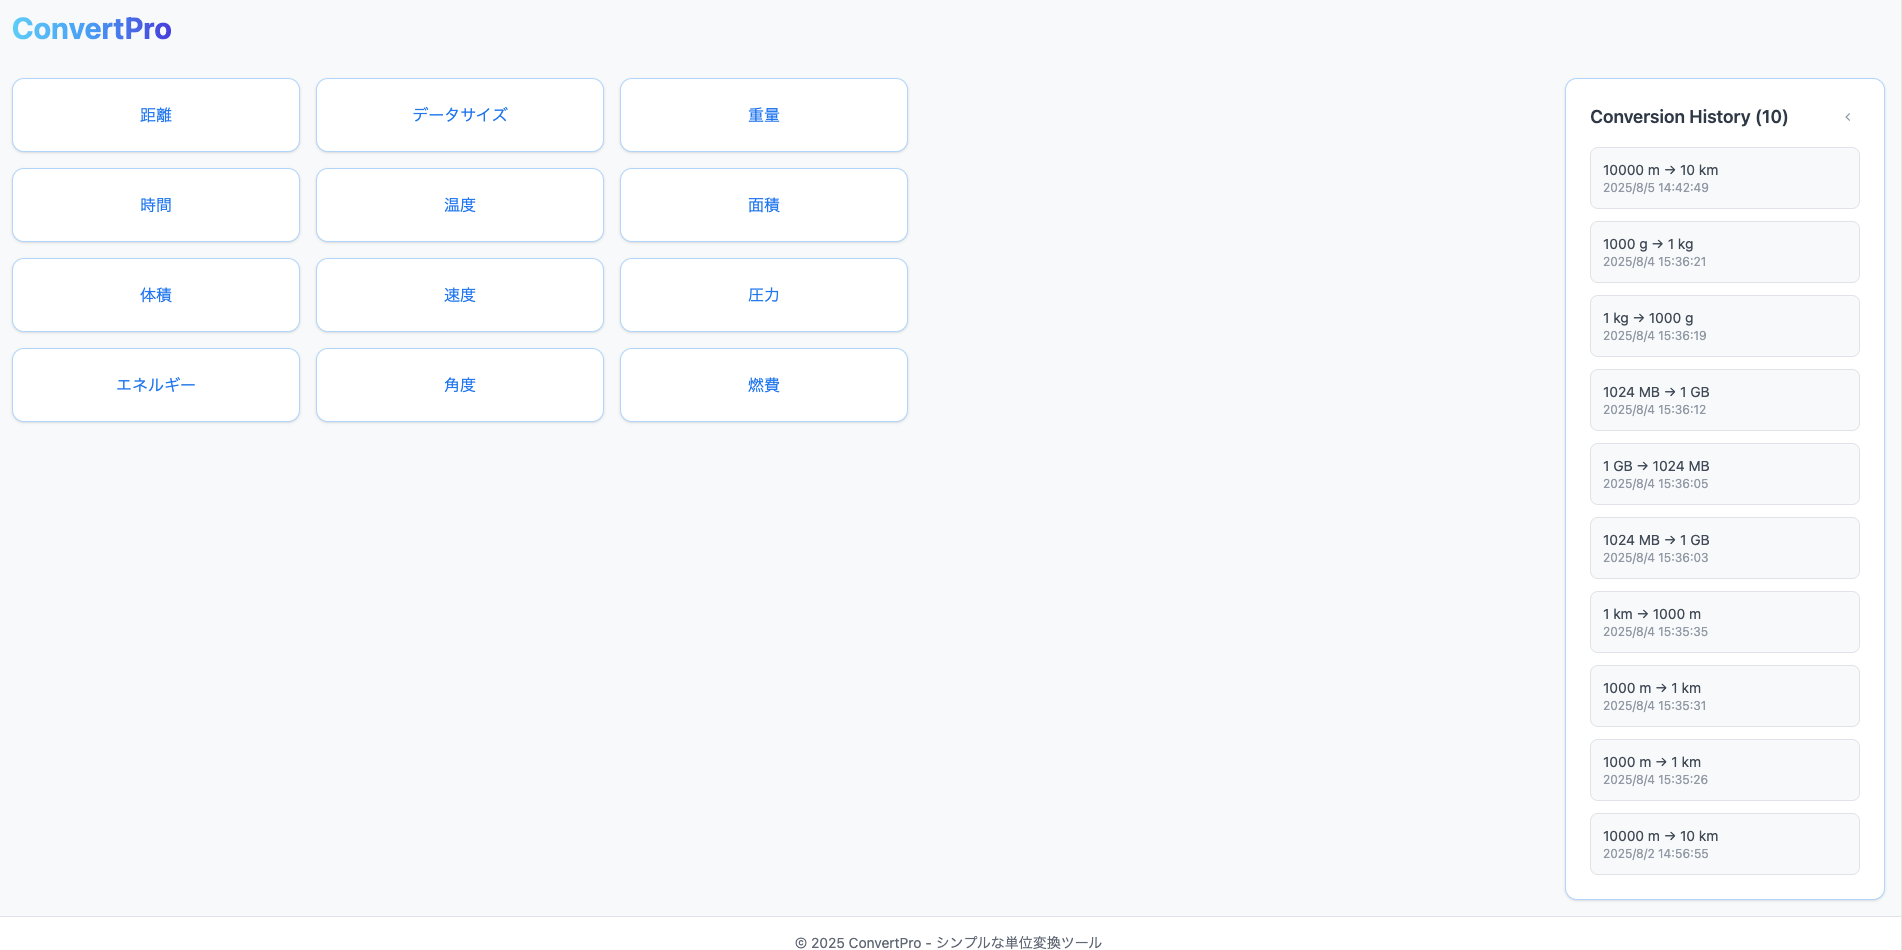 ConvertPro
距離
データサイズ
重量
時間
温度
面積
体積
速度
圧力
エネルギー
角度
燃費
Conversion History (10)
10000 m → 10 km
2025/8/5 14:42:49
1000 g → 1 kg
2025/8/4 15:36:21
1 kg → 1000 g
2025/8/4 15:36:19
1024 MB → 1 GB
2025/8/4 15:36:12
1 GB → 1024 MB
2025/8/4 15:36:05
1024 MB → 1 GB
2025/8/4 15:36:03
1 km → 1000 m
2025/8/4 15:35:35
1000 m → 1 km
2025/8/4 15:35:31
1000 m → 1 km
2025/8/4 15:35:26
10000 m → 10 km
2025/8/2 14:56:55
© 2025 ConvertPro - シンプルな単位変換ツール